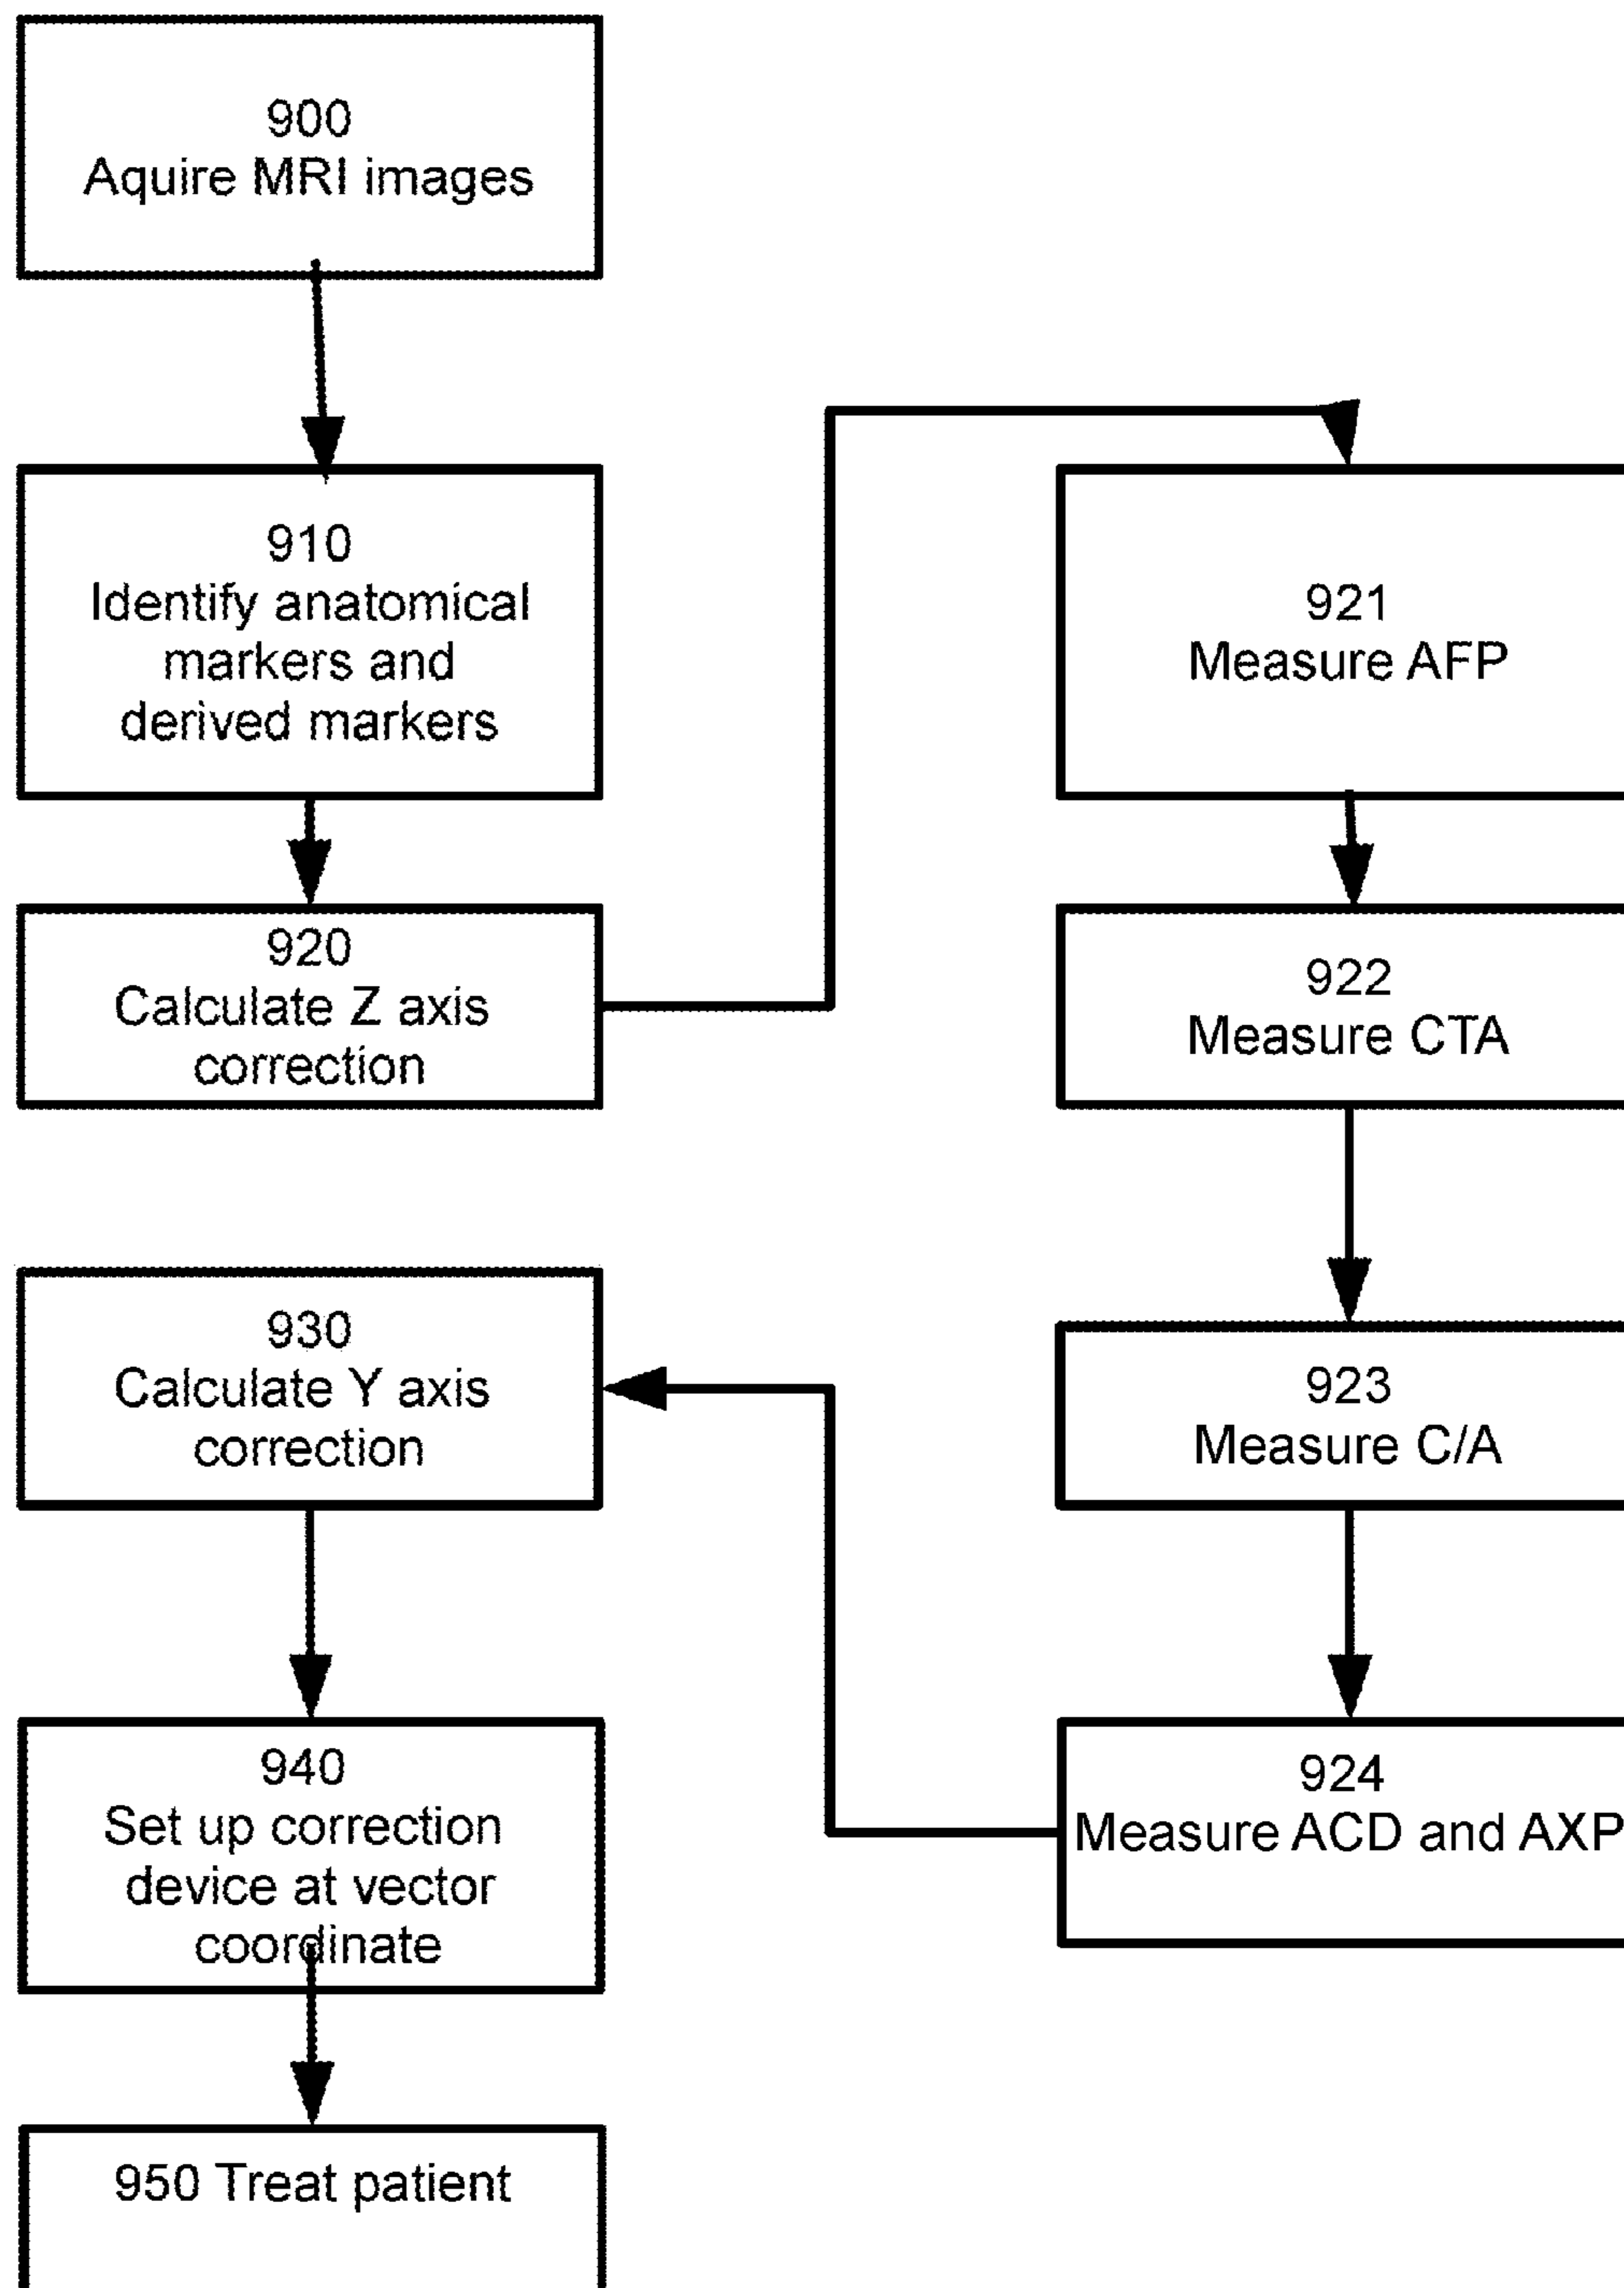 900
Aquire MRI images
910
Identify anatomical
markers and
derived markers
920
Calculate Z axis
correction
921
Measure AFP
922
Measure CTA
923
Measure C/A
924
Measure ACD and AXP
930
Calculate Y axis
correction
940
Set up correction
device at vector
coordinate
950 Treat patient